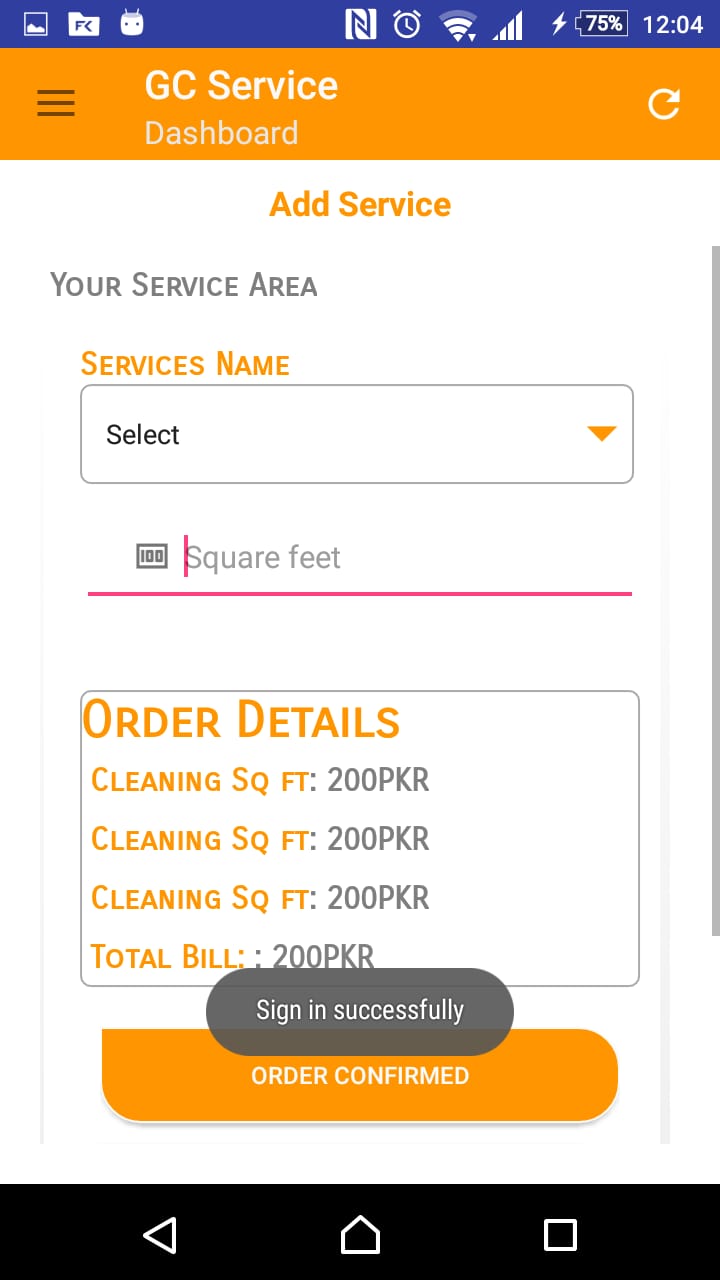 FK 75% 12:04
GC Service
Dashboard
Add Service
Your Service Area
Services Name
Select
100 Square feet
Order Details
Cleaning Sq ft: 200PKR
Cleaning Sq ft: 200PKR
Cleaning Sq ft: 200PKR
Total Bill: : 200PKR
Sign in successfully
ORDER CONFIRMED